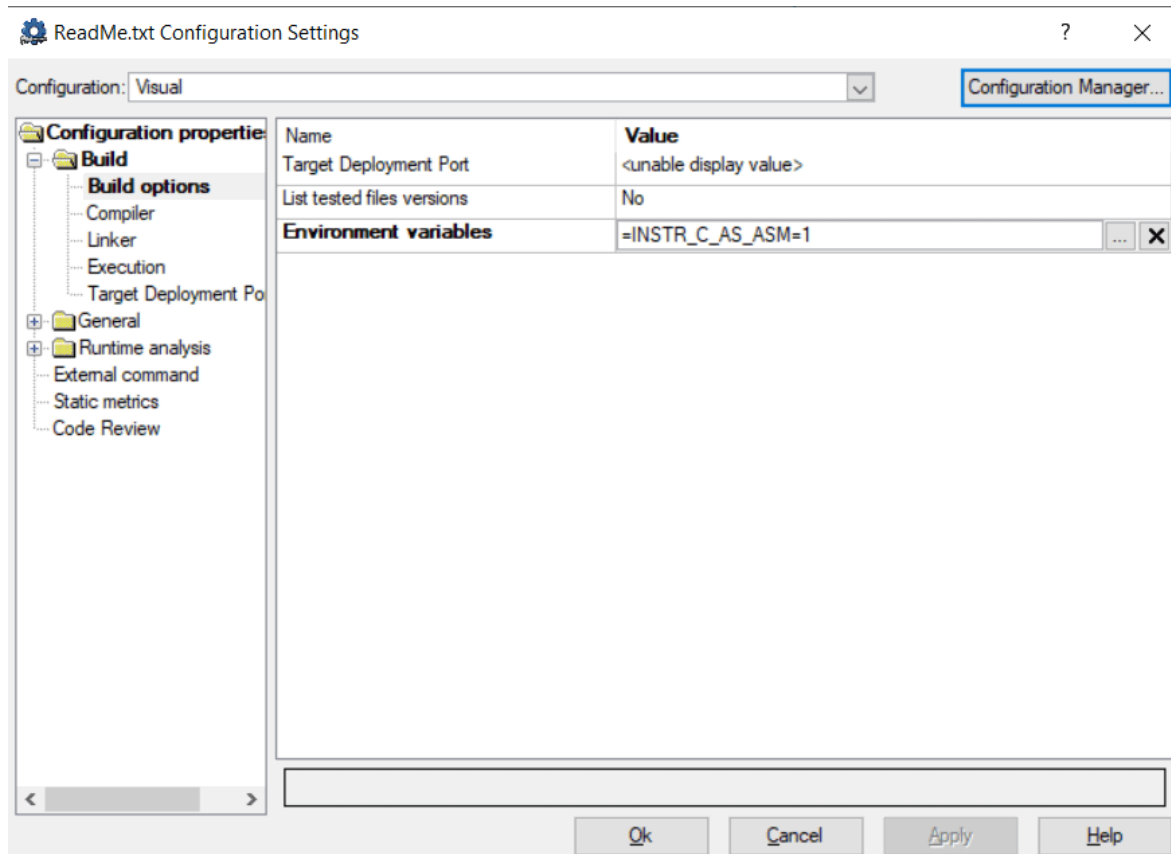 ReadMe.txt Configuration Settings ?
Configuration: Visual Configuration Manager...
Configuration propertie
Build
Build options
Compiler
Linker
Execution
Target Deployment Po
General
Runtime analysis
External command
Static metrics
Code Review
Name Value
Target Deployment Port <unable display value>
List tested files versions No
Environment variables =INSTR_C_AS_ASM=1 ...
Ok Cancel Apply Help